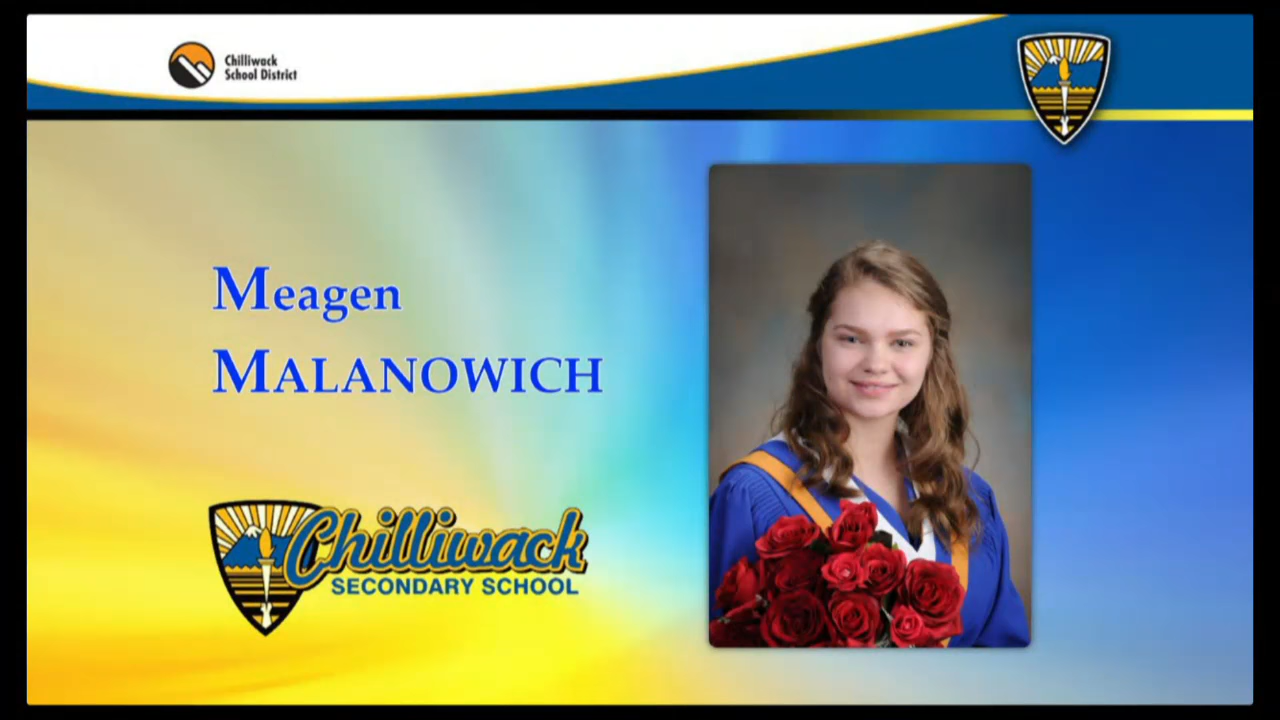 Chilliwack
School District
Meagen
MALANOWICH
Chilliwack
SECONDARY SCHOOL